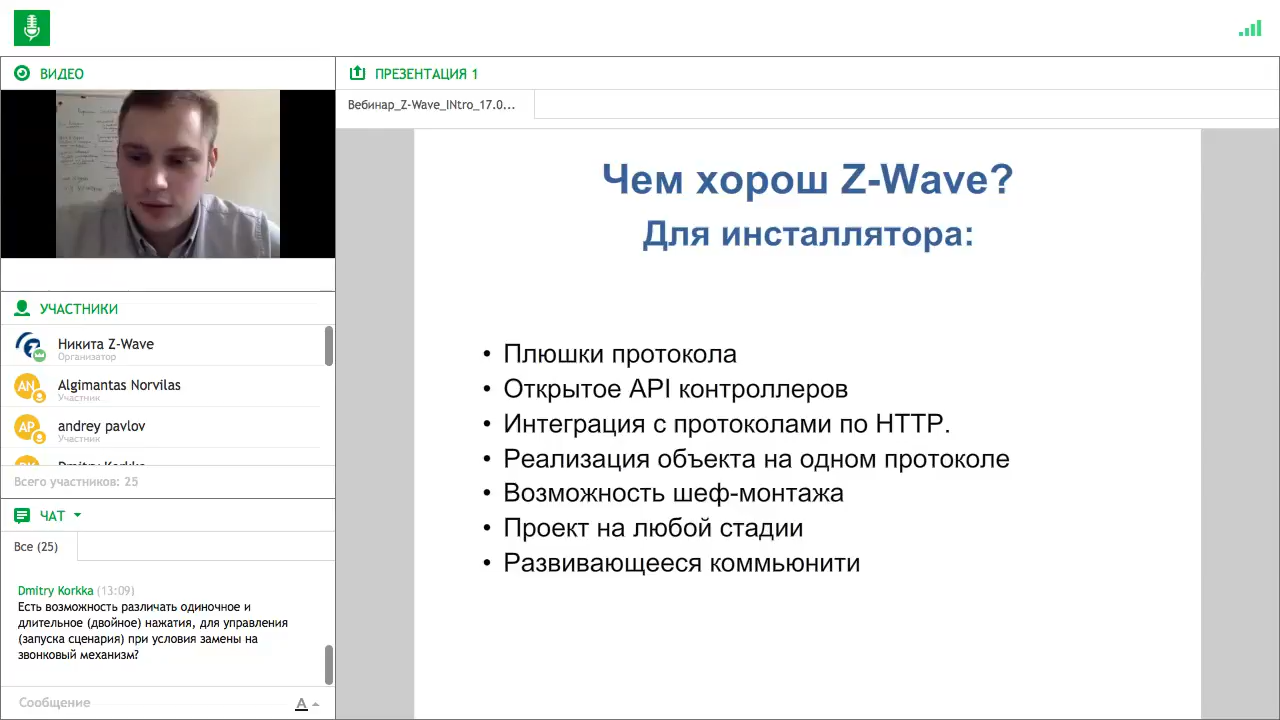 ВИДЕО
УЧАСТНИКИ
Никита Z-Wave
Организатор
AN
Algimantas Norvilas
Участник
AP
andrey pavlov
Участник
Dmitry Korkka
Всего участников: 25
ЧАТ
Все (25)
Dmitry Korkka (13:09)
Есть возможность различать одиночное и
длительное (двойное) нажатия, для управления
(запуска сценария) при условия замены на
звонковый механизм?
Сообщение
A
ПРЕЗЕНТАЦИЯ 1
Вебинар_Z-Wave_INtro_17.0...
Чем хорош Z-Wave?
Для инсталлятора:
• Плюшки протокола
• Открытое API контроллеров
• Интеграция с протоколами по HTTP.
• Реализация объекта на одном протоколе
• Возможность шеф-монтажа
• Проект на любой стадии
• Развивающееся коммьюнити